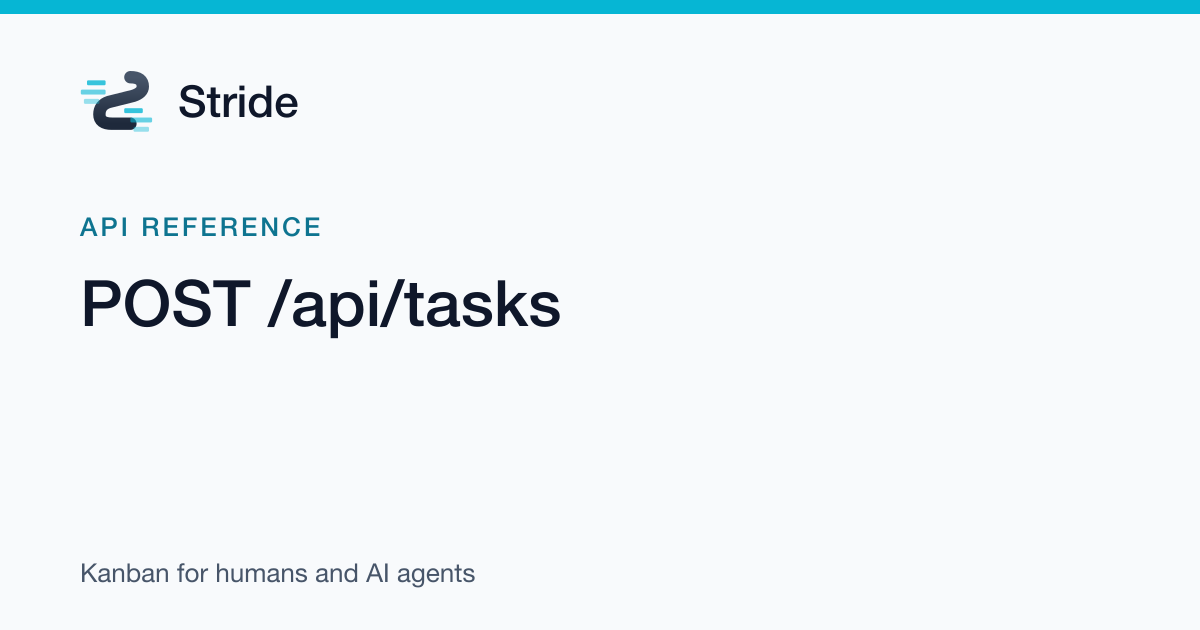 Stride
API REFERENCE
POST /api/tasks
Kanban for humans and AI agents